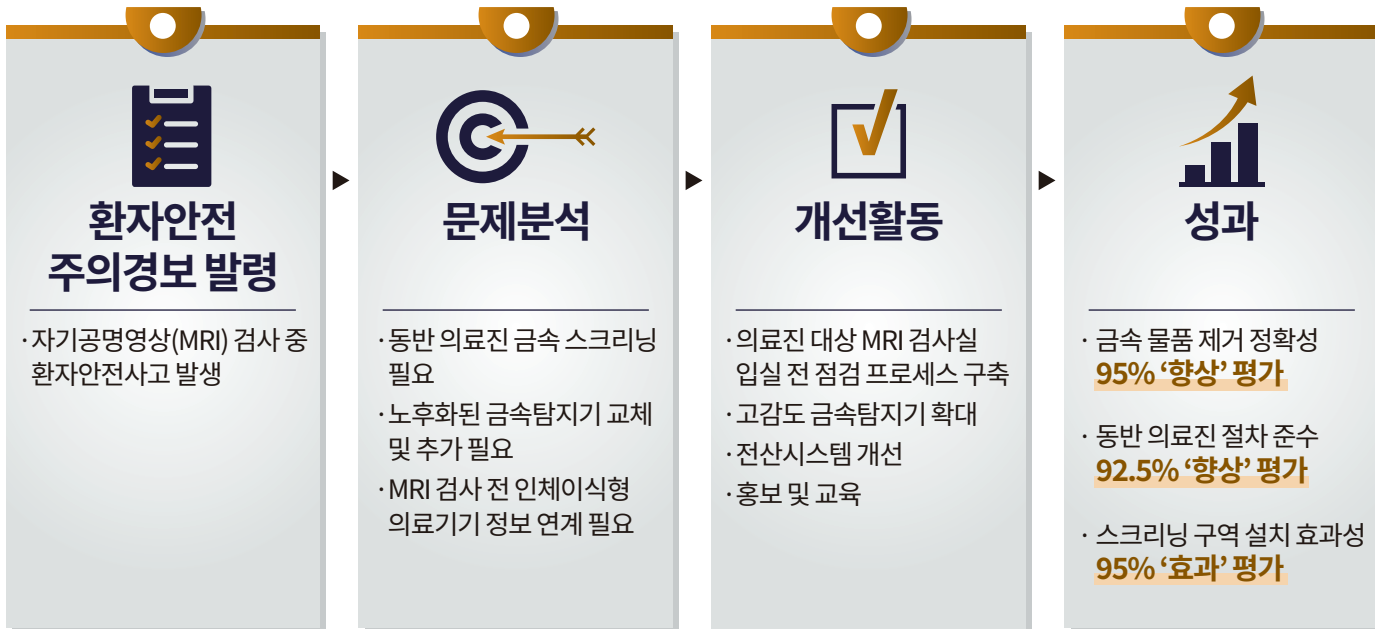 환자안전
주의경보 발령
· 자기공명영상(MRI) 검사 중
환자안전사고 발생
문제분석
· 동반 의료진 금속 스크리닝
필요
· 노후화된 금속탐지기 교체
및 추가 필요
· MRI 검사 전 인체이식형
의료기기 정보 연계 필요
개선활동
· 의료진 대상 MRI 검사실
입실 전 점검 프로세스 구축
· 고감도 금속탐지기 확대
· 전산시스템 개선
· 홍보 및 교육
성과
· 금속 물품 제거 정확성
95% ‘향상’ 평가
· 동반 의료진 절차 준수
92.5% ‘향상’ 평가
· 스크리닝 구역 설치 효과성
95% ‘효과’ 평가